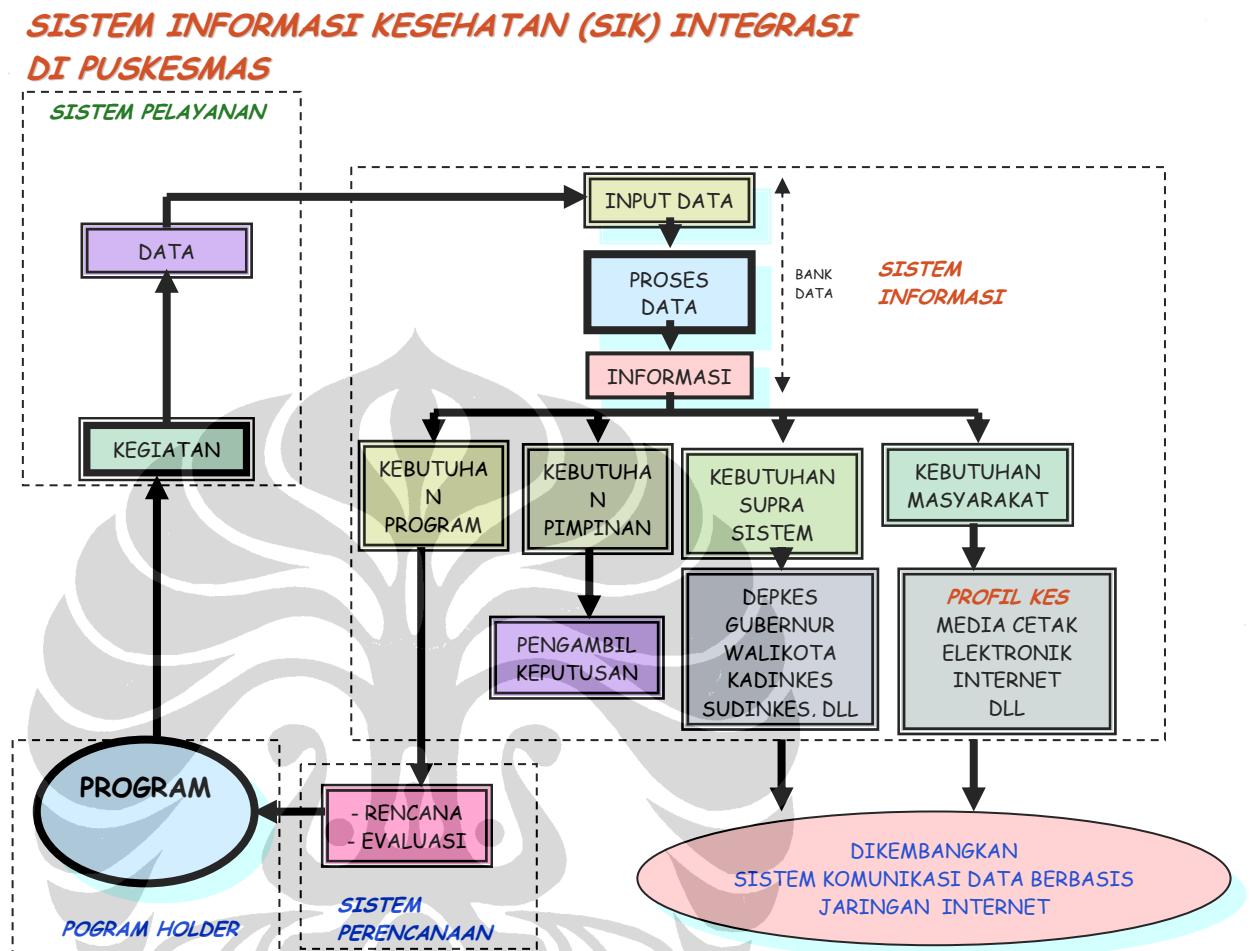 SISTEM INFORMASI KESEHATAN (SIK) INTEGRASI
DI PUSKESMAS
SISTEM PELAYANAN
DATA
KEGIATAN
INPUT DATA
PROSES
DATA
INFORMASI
BANK
DATA
SISTEM
INFORMASI
KEBUTUHA
N
PROGRAM
KEBUTUHA
N
PIMPINAN
KEBUTUHAN
SUPRA
SISTEM
KEBUTUHAN
MASYARAKAT
PENGAMBIL
KEPUTUSAN
DEPKES
GUBERNUR
WALIKOTA
KADINKES
SUDINKES. DLL
PROFIL KES
MEDIA CETAK
ELEKTRONIK
INTERNET
DLL
PROGRAM
POGRAM HOLDER
- RENCANA
- EVALUASI
SISTEM
PERENCANAAN
DIKEMBANGKAN
SISTEM KOMUNIKASI DATA BERBASIS
JARINGAN INTERNET